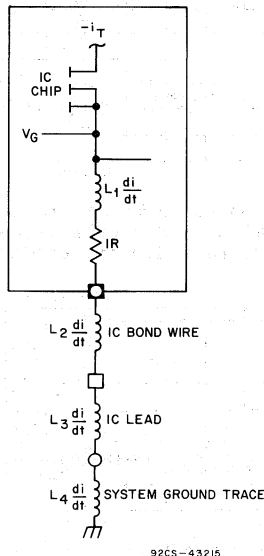 -iT
IC
CHIP
VG
L1 di/dt
IR
L2 di/dt IC BOND WIRE
L3 di/dt IC LEAD
L4 di/dt SYSTEM GROUND TRACE
92CS-43215